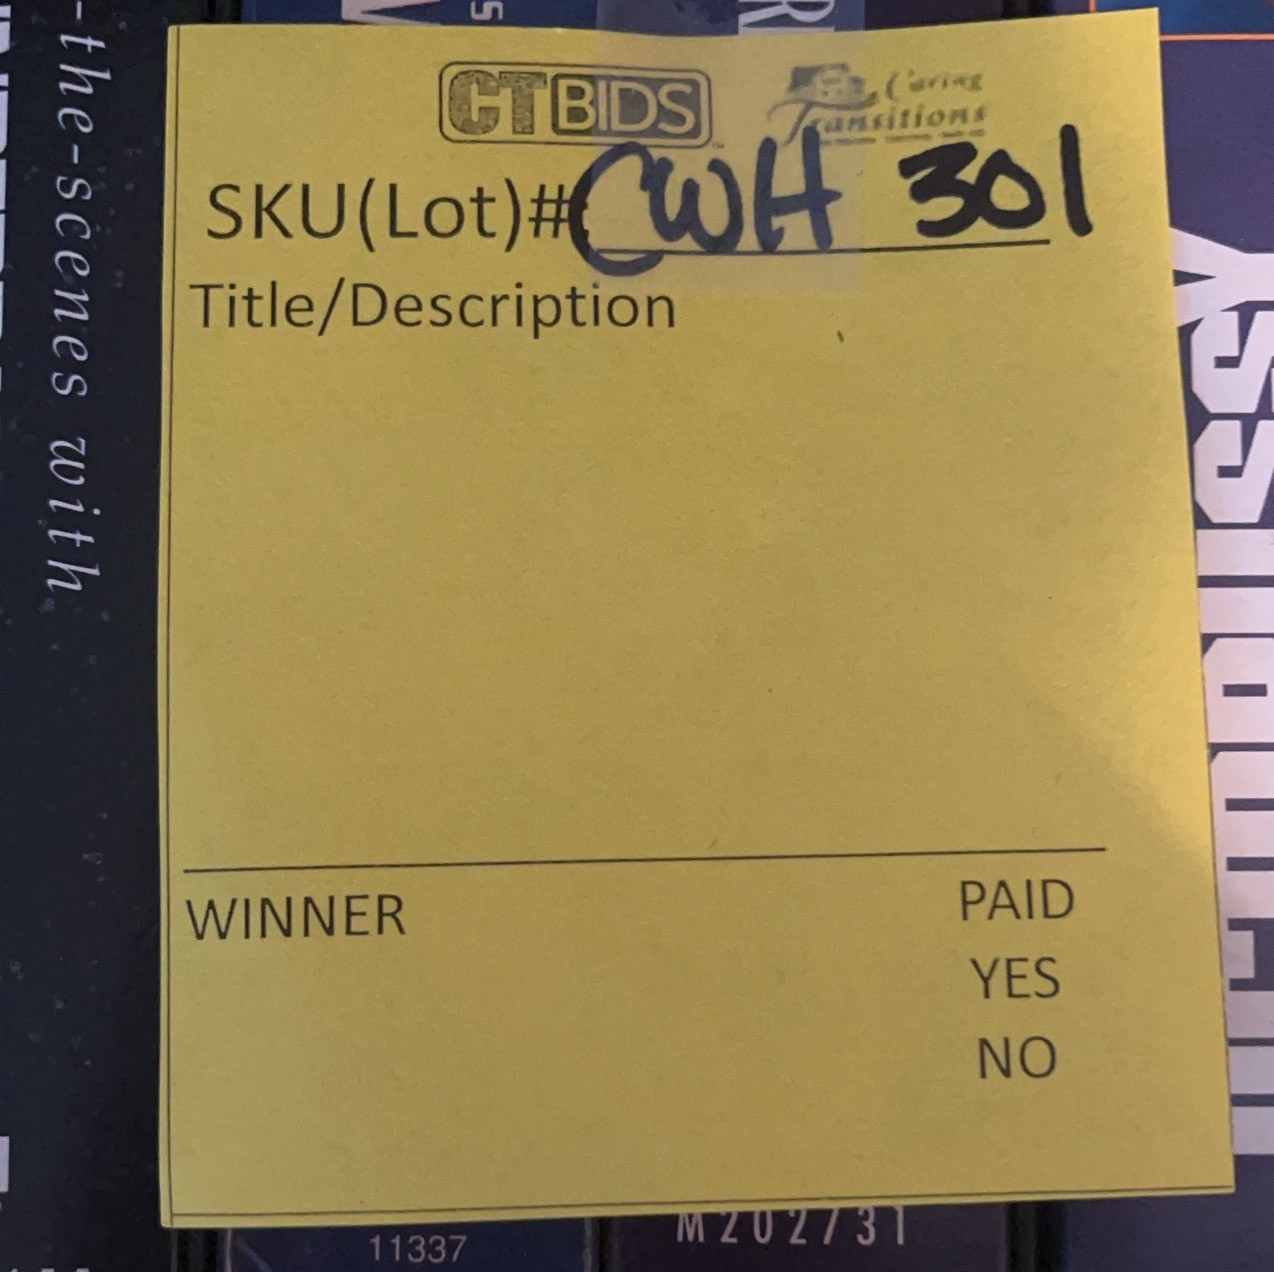 -the-scenes with
CTBIDS
Caring
Transitions
SKU(Lot)# CWH 301
Title/Description
WINNER
PAID
YES
NO
11337
M202731